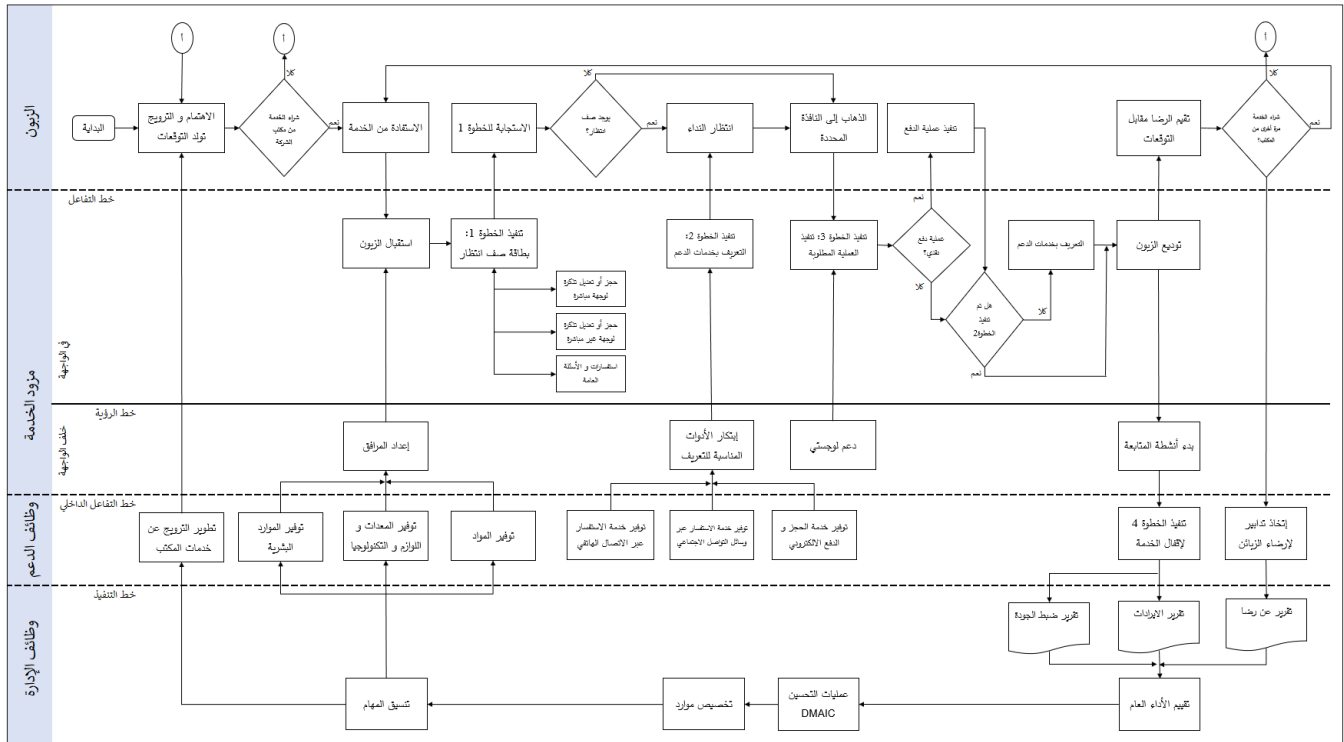 الزبون
مزود الخدمة
وظائف الدعم
وظائف الإدارة
في الواجهة
خلف الواجهة
خط التفاعل
خط الرؤية
خط التفاعل الداخلي
خط التنفيذ
أ
أ
أ
البداية
الاهتمام و الترويج
تولد التوقعات
شراء الخدمة
من مكتب
الشركة
كلا
نعم
الاستفادة من الخدمة
الاستجابة للخطوة 1
يوجد صف
انتظار؟
كلا
نعم
انتظار النداء
الذهاب إلى النافذة
المحددة
تنفيذ عملية الدفع
تقيم الرضا مقابل
التوقعات
شراء الخدمة
مرة أخرى من
المكتب؟
كلا
نعم
استقبال الزبون
تنفيذ الخطوة 1:
بطاقة صف انتظار
حجز أو تعديل تذكرة
لوجهة مباشرة
حجز أو تعديل تذكرة
لوجهة غير مباشرة
استفسارات و الأسئلة
العامة
تنفيذ الخطوة 2:
التعريف بخدمات الدعم
تنفيذ الخطوة 3: تنفيذ
العملية المطلوبة
عملية دفع
نقدي؟
نعم
كلا
هل تم
تنفيذ
الخطوة2
كلا
نعم
التعريف بخدمات الدعم
توديع الزبون
إعداد المرافق
إبتكار الأدوات
المناسبة للتعريف
دعم لوجستي
بدء أنشطة المتابعة
تطوير الترويج عن
خدمات المكتب
توفير الموارد
البشرية
توفير المعدات و
اللوازم و التكنولوجيا
توفير المواد
توفير خدمة الاستفسار
عبر الاتصال الهاتفي
توفير خدمة الاستفسار عبر
وسائل التواصل الاجتماعي
توفير خدمة الحجز و
الدفع الالكتروني
تنفيذ الخطوة 4
لإقفال الخدمة
إتخاذ تدابير
لإرضاء الزبائن
تقرير ضبط الجودة
تقرير الايرادات
تقرير عن رضا
تنسيق المهام
تخصيص موارد
عمليات التحسين
DMAIC
تقييم الأداء العام